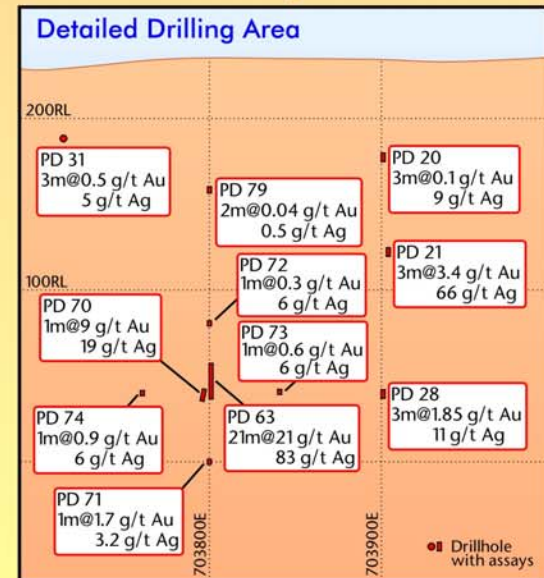 Detailed Drilling Area
200RL
PD 31
3m@0.5 g/t Au
5 g/t Ag
PD 20
3m@0.1 g/t Au
9 g/t Ag
PD 79
2m@0.04 g/t Au
0.5 g/t Ag
PD 21
3m@3.4 g/t Au
66 g/t Ag
PD 72
1m@0.3 g/t Au
6 g/t Ag
100RL
PD 70
1m@9 g/t Au
19 g/t Ag
PD 73
1m@0.6 g/t Au
6 g/t Ag
PD 28
3m@1.85 g/t Au
11 g/t Ag
PD 74
1m@0.9 g/t Au
6 g/t Ag
PD 63
21m@21 g/t Au
83 g/t Ag
PD 71
1m@1.7 g/t Au
3.2 g/t Ag
703800E
703900E
Drillhole
with assays